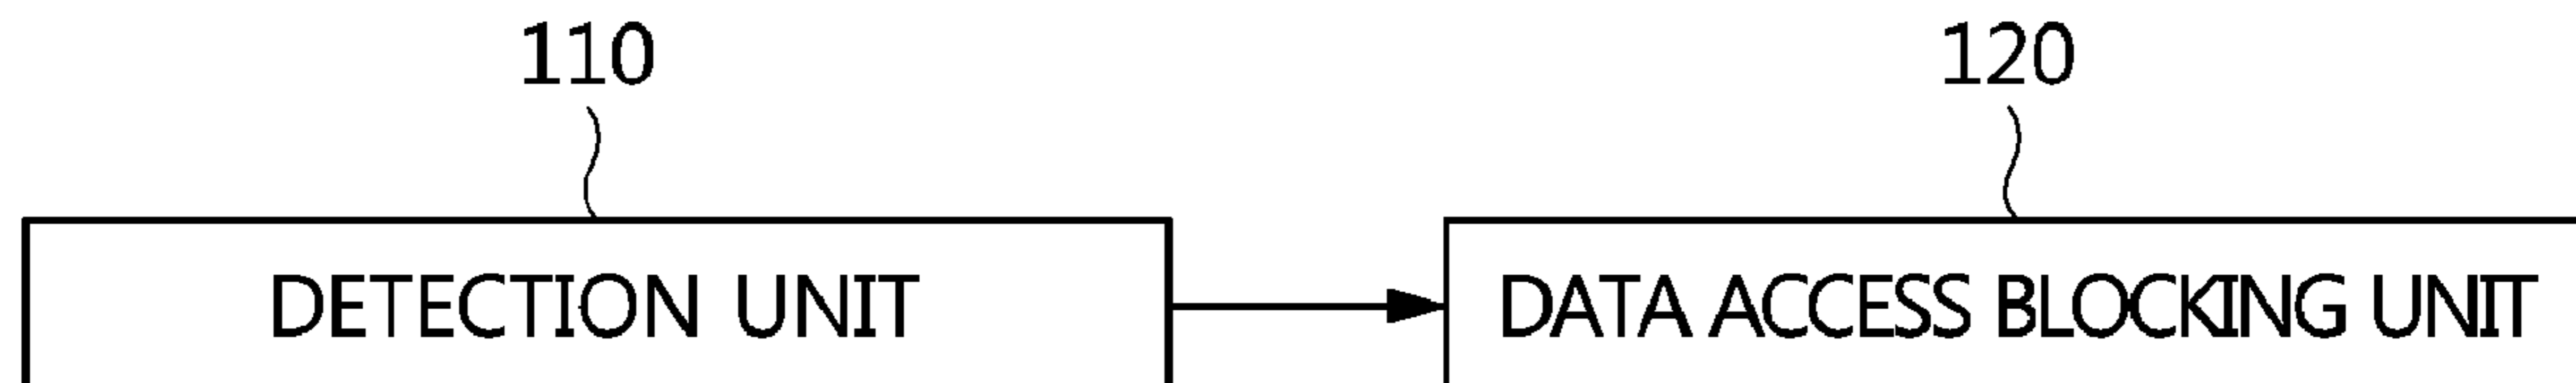 110
120
DETECTION UNIT
DATA ACCESS BLOCKING UNIT